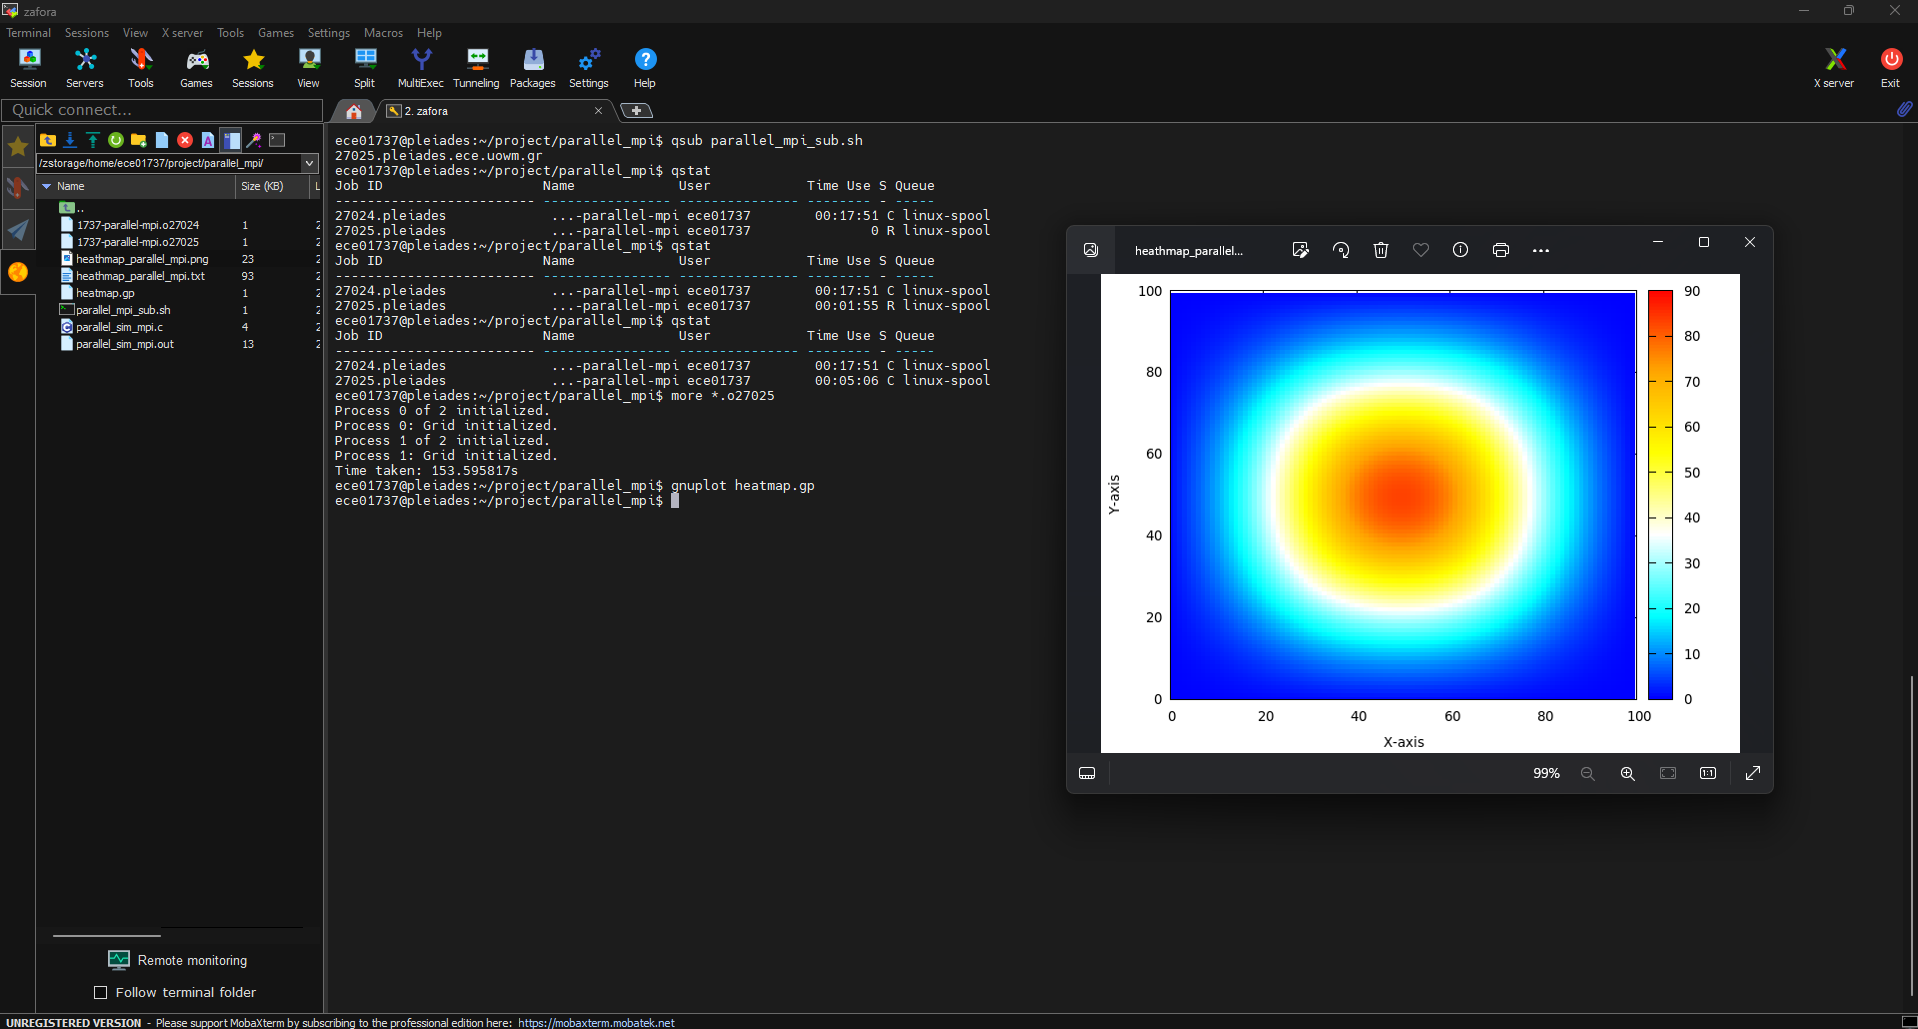 zafora
Terminal Sessions View X server Tools Games Settings Macros Help
Session Servers Tools Games Sessions View Split MultiExec Tunneling Packages Settings Help X server Exit
Quick connect...
2. zafora
/zstorage/home/ece01737/project/parallel_mpi/
Name Size (KB) L
..
1737-parallel-mpi.o27024 1 2
1737-parallel-mpi.o27025 1 2
heathmap_parallel_mpi.png 23 2
heathmap_parallel_mpi.txt 93 2
heatmap.gp 1 2
parallel_mpi_sub.sh 1 2
parallel_sim_mpi.c 4 2
parallel_sim_mpi.out 13 2
Remote monitoring
Follow terminal folder
ece01737@pleiades:~/project/parallel_mpi$ qsub parallel_mpi_sub.sh
27025.pleiades.ece.uowm.gr
ece01737@pleiades:~/project/parallel_mpi$ qstat
Job ID Name User Time Use S Queue
------------------------- ---------------- --------------- -------- - -----
27024.pleiades ...-parallel-mpi ece01737 00:17:51 C linux-spool
27025.pleiades ...-parallel-mpi ece01737 0 R linux-spool
ece01737@pleiades:~/project/parallel_mpi$ qstat
Job ID Name User Time Use S Queue
------------------------- ---------------- --------------- -------- - -----
27024.pleiades ...-parallel-mpi ece01737 00:17:51 C linux-spool
27025.pleiades ...-parallel-mpi ece01737 00:01:55 R linux-spool
ece01737@pleiades:~/project/parallel_mpi$ qstat
Job ID Name User Time Use S Queue
------------------------- ---------------- --------------- -------- - -----
27024.pleiades ...-parallel-mpi ece01737 00:17:51 C linux-spool
27025.pleiades ...-parallel-mpi ece01737 00:05:06 C linux-spool
ece01737@pleiades:~/project/parallel_mpi$ more *.o27025
Process 0 of 2 initialized.
Process 0: Grid initialized.
Process 1 of 2 initialized.
Process 1: Grid initialized.
Time taken: 153.595817s
ece01737@pleiades:~/project/parallel_mpi$ gnuplot heatmap.gp
ece01737@pleiades:~/project/parallel_mpi$
heathmap_parallel...
100
80
60
40
20
0
Y-axis
0 20 40 60 80 100
X-axis
90
80
70
60
50
40
30
20
10
0
99%
1:1
UNREGISTERED VERSION - Please support MobaXterm by subscribing to the professional edition here: https://mobaxterm.mobatek.net